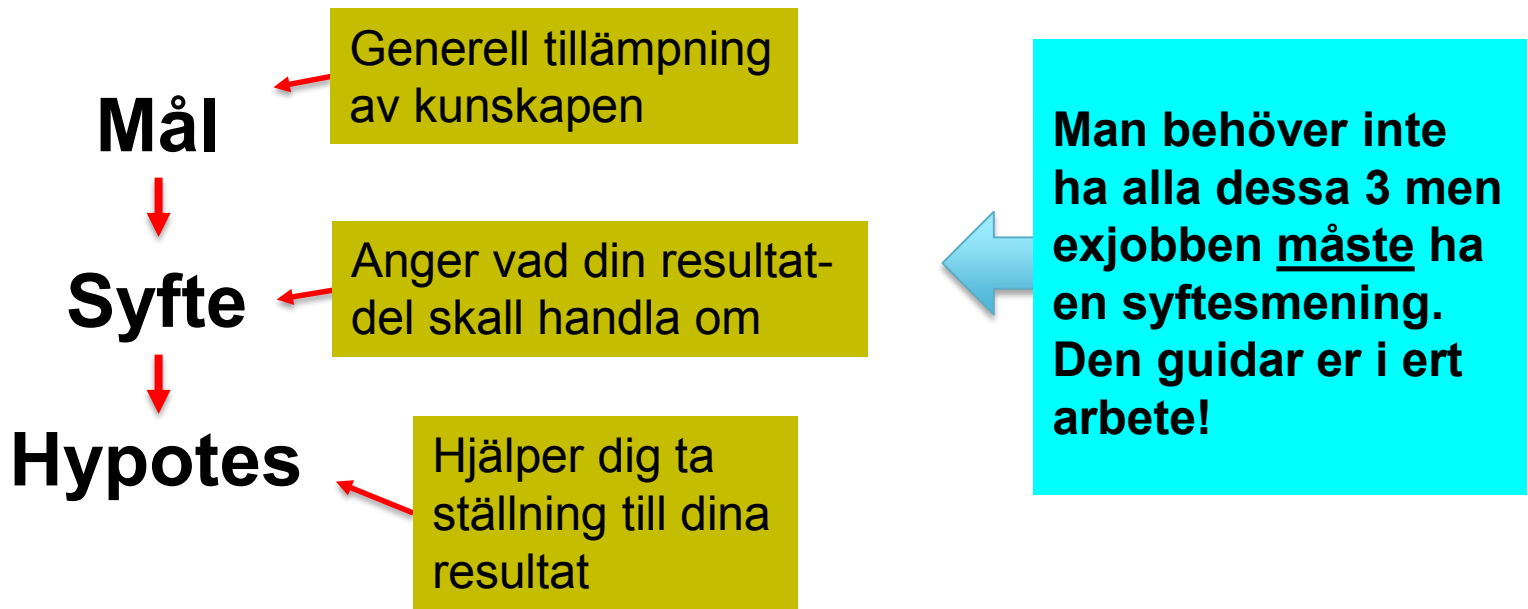 Mål
Generell tillämpning
av kunskapen
Syfte
Anger vad din resultat-
del skall handla om
Hypotes
Hjälper dig ta
ställning till dina
resultat
Man behöver inte
ha alla dessa 3 men
exjobben måste ha
en syftesmening.
Den guidar er i ert
arbete!